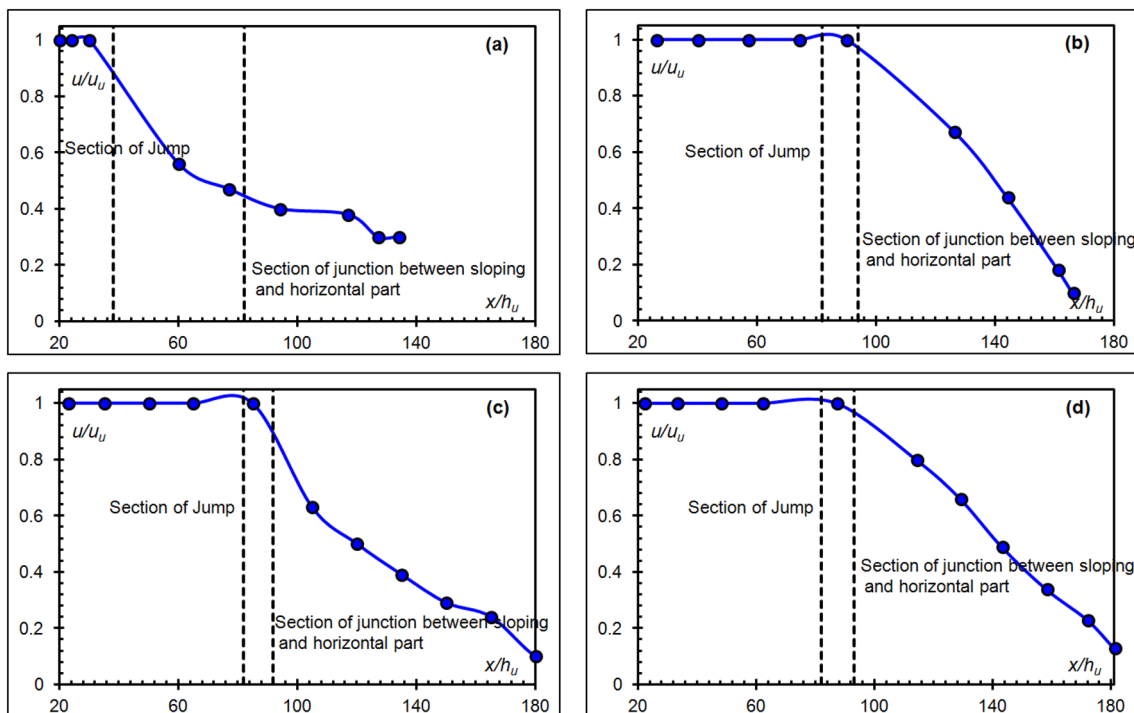 (a)
u/u_u
1
0.8
0.6
0.4
0.2
0
Section of Jump
Section of junction between sloping
and horizontal part
x/h_u
20 60 100 140 180
(b)
u/u_u
1
0.8
0.6
0.4
0.2
0
Section of Jump
Section of junction between sloping
and horizontal part
x/h_u
20 60 100 140 180
(c)
u/u_u
1
0.8
0.6
0.4
0.2
0
Section of Jump
Section of junction between sloping
and horizontal part
x/h_u
20 60 100 140 180
(d)
u/u_u
1
0.8
0.6
0.4
0.2
0
Section of Jump
Section of junction between sloping
and horizontal part
x/h_u
20 60 100 140 180